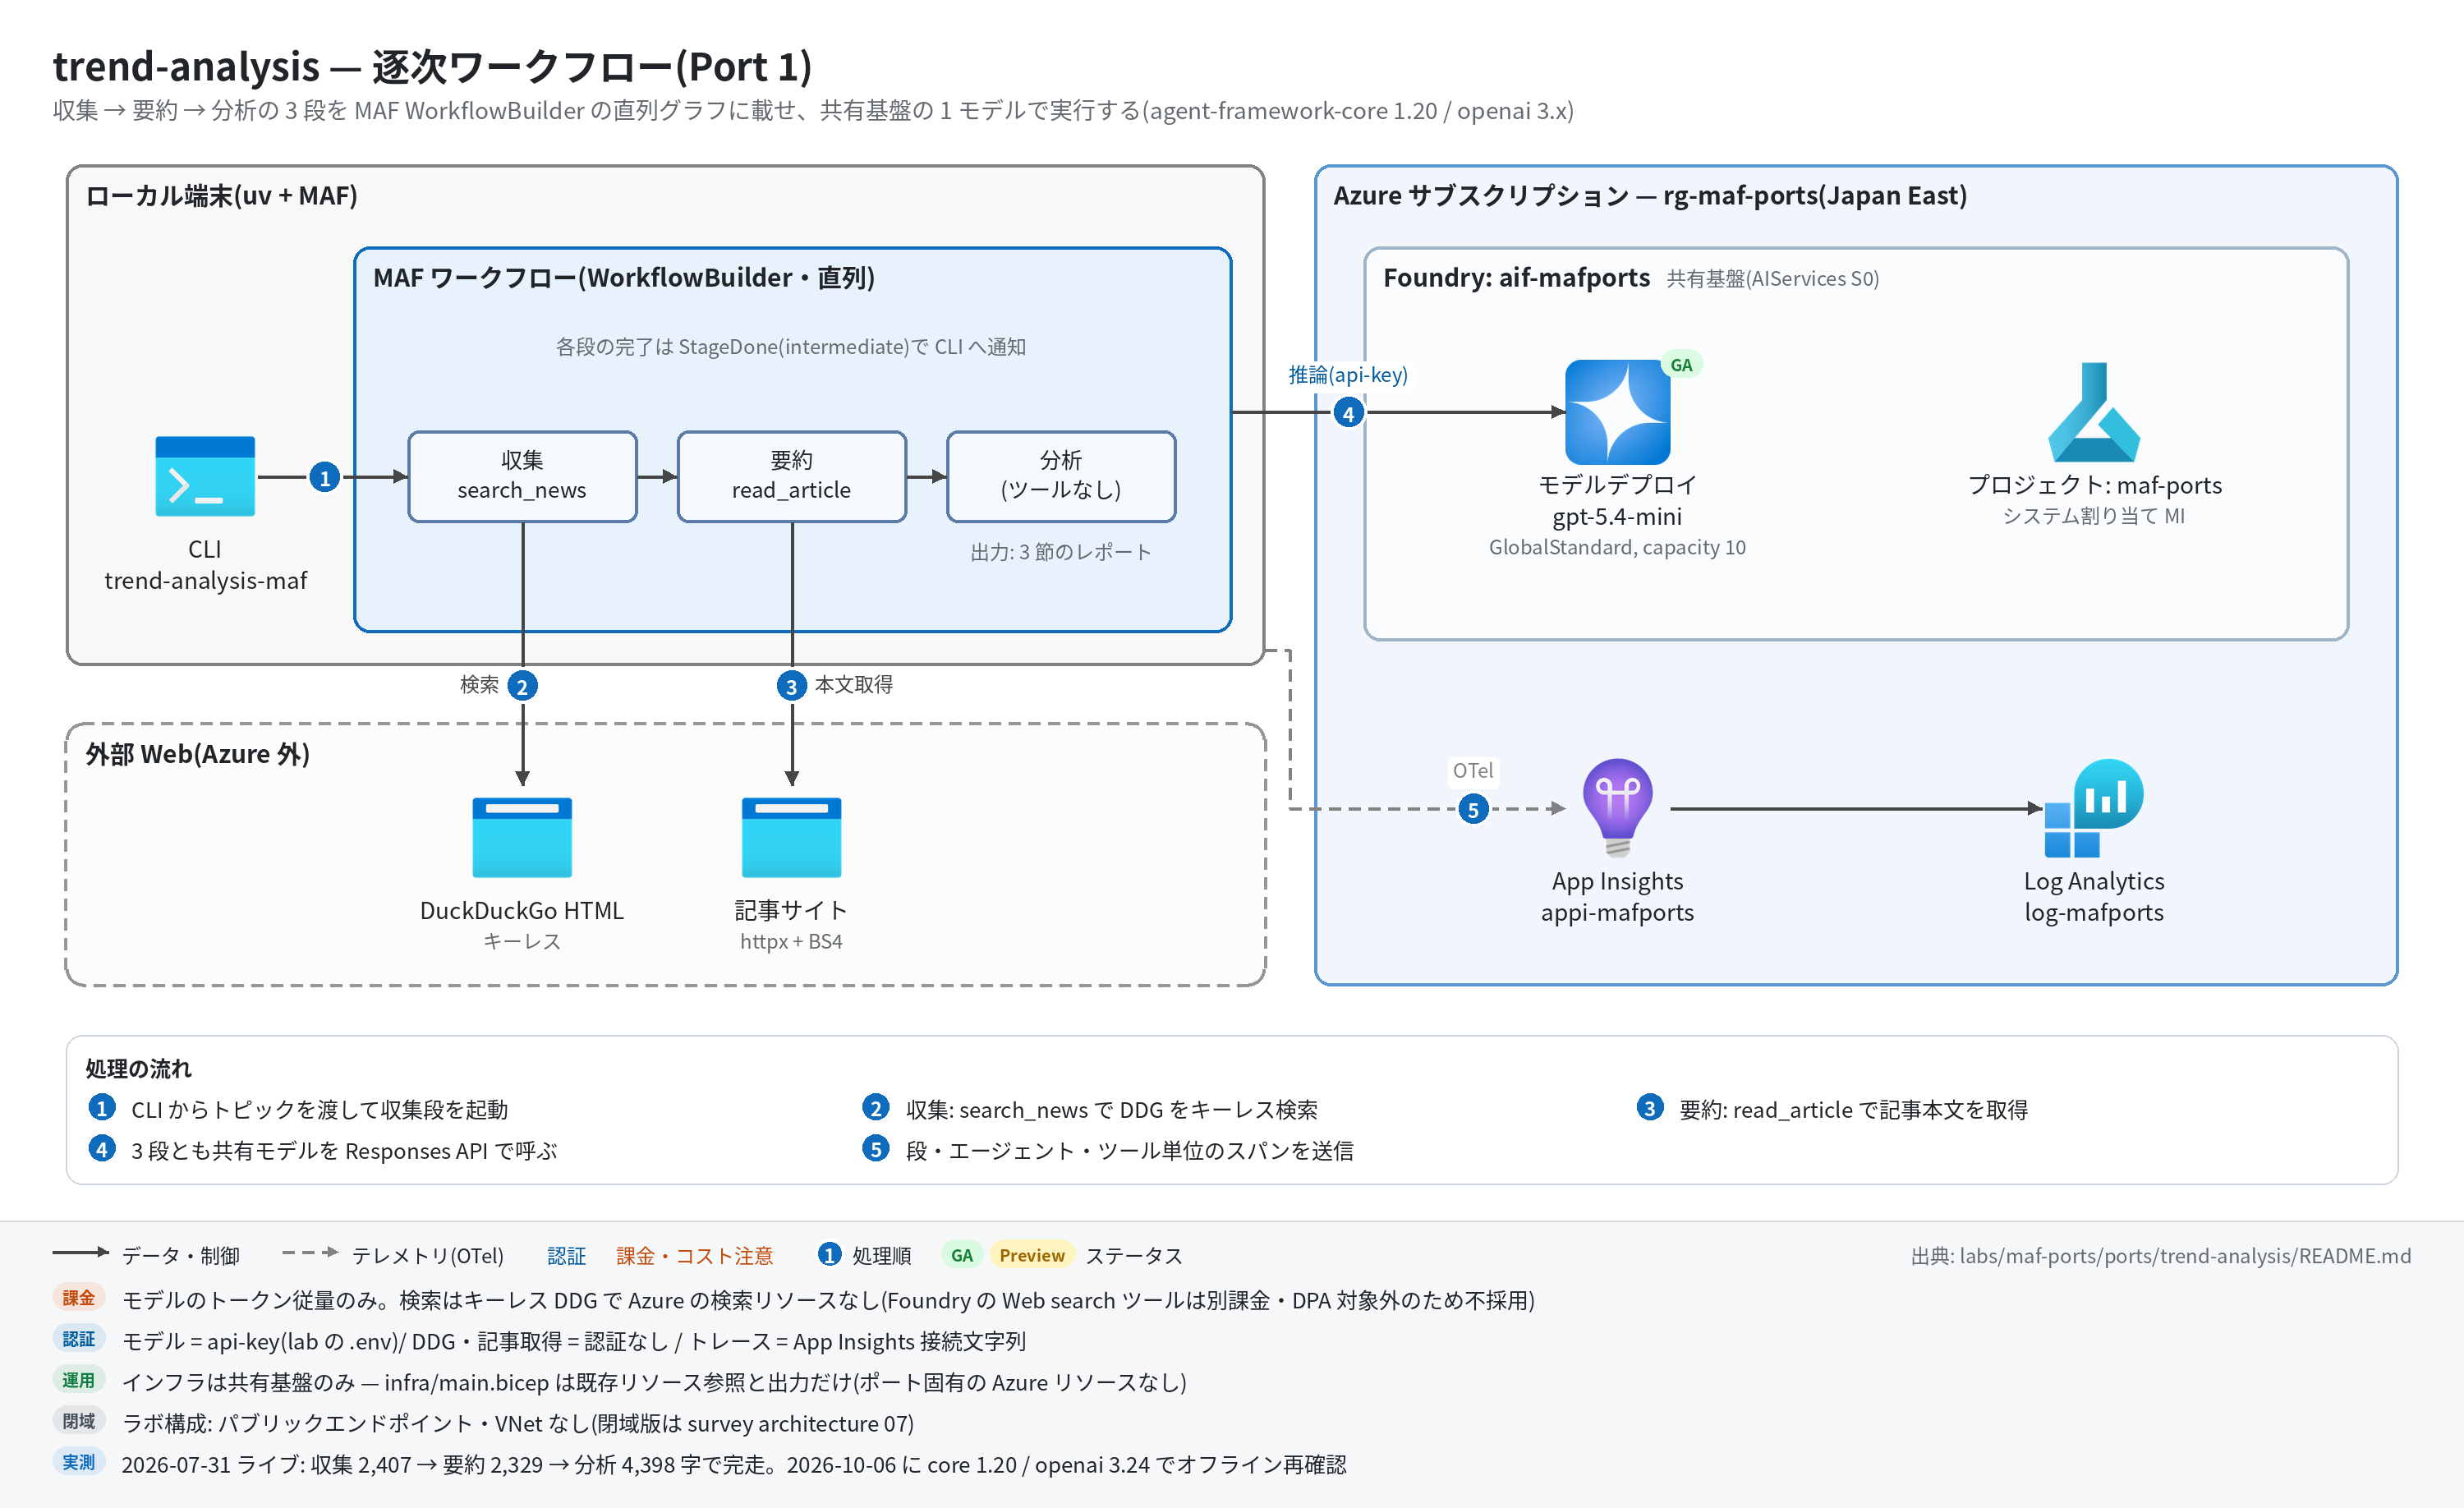 trend-analysis — 逐次ワークフロー(Port 1)
収集 → 要約 → 分析の 3 段を MAF WorkflowBuilder の直列グラフに載せ、共有基盤の 1 モデルで実行する(agent-framework-core 1.20 / openai 3.x)
ローカル端末(uv + MAF)
MAF ワークフロー(WorkflowBuilder・直列)
各段の完了は StageDone(intermediate)で CLI へ通知
CLI
trend-analysis-maf
1
収集
search_news
要約
read_article
分析
(ツールなし)
出力: 3 節のレポート
検索
2
3
本文取得
外部 Web(Azure 外)
DuckDuckGo HTML
キーレス
記事サイト
httpx + BS4
Azure サブスクリプション — rg-maf-ports(Japan East)
Foundry: aif-mafports 共有基盤(AIServices S0)
推論(api-key)
4
GA
モデルデプロイ
gpt-5.4-mini
GlobalStandard, capacity 10
プロジェクト: maf-ports
システム割り当て MI
OTel
5
App Insights
appi-mafports
Log Analytics
log-mafports
処理の流れ
1 CLI からトピックを渡して収集段を起動
2 収集: search_news で DDG をキーレス検索
3 要約: read_article で記事本文を取得
4 3 段とも共有モデルを Responses API で呼ぶ
5 段・エージェント・ツール単位のスパンを送信
データ・制御 テレメトリ(OTel) 認証 課金・コスト注意 1 処理順 GA Preview ステータス
出典: labs/maf-ports/ports/trend-analysis/README.md
課金 モデルのトークン従量のみ。検索はキーレス DDG で Azure の検索リソースなし(Foundry の Web search ツールは別課金・DPA 対象外のため不採用)
認証 モデル = api-key(lab の .env)/ DDG・記事取得 = 認証なし / トレース = App Insights 接続文字列
運用 インフラは共有基盤のみ — infra/main.bicep は既存リソース参照と出力だけ(ポート固有の Azure リソースなし)
閉域 ラボ構成: パブリックエンドポイント・VNet なし(閉域版は survey architecture 07)
実測 2026-07-31 ライブ: 収集 2,407 → 要約 2,329 → 分析 4,398 字で完走。2026-10-06 に core 1.20 / openai 3.24 でオフライン再確認